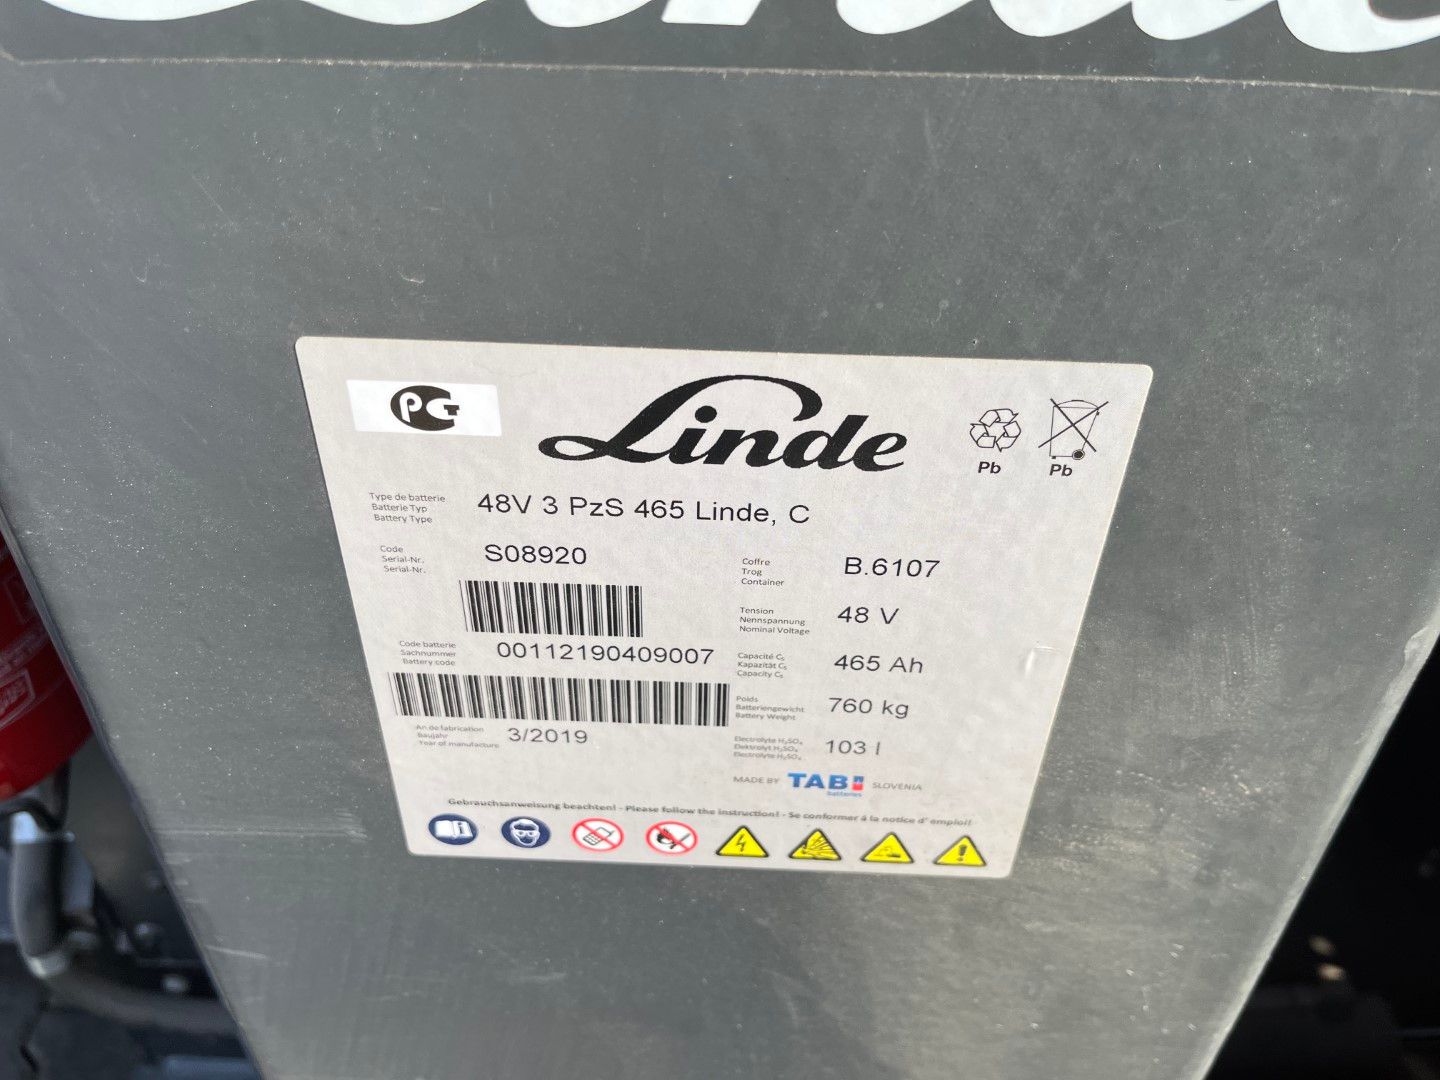 Linde
Linde
Pb
Pb
Type de batterie
Batterie Typ
Battery Type
48V 3 PzS 465 Linde, C
Code
Serial-Nr.
Serial-Nr.
S08920
Coffre
Trog
Container
B.6107
Tension
Nennspannung
Nominal Voltage
48 V
Code batterie
Sachnummer
Battery code
00112190409007
Capacité C₅
Kapazität C₅
Capacity C₅
465 Ah
Poids
Batteriengewicht
Battery Weight
760 kg
An de fabrication
Baujahr
Year of manufacture
3/2019
Electrolyte H₂SO₄
Elektrolyt H₂SO₄
Electrolyte H₂SO₄
103 l
MADE BY TAB batteries SLOVENIA
Gebrauchsanweisung beachten! - Please follow the instruction! - Se conformer à la notice d' emploi!